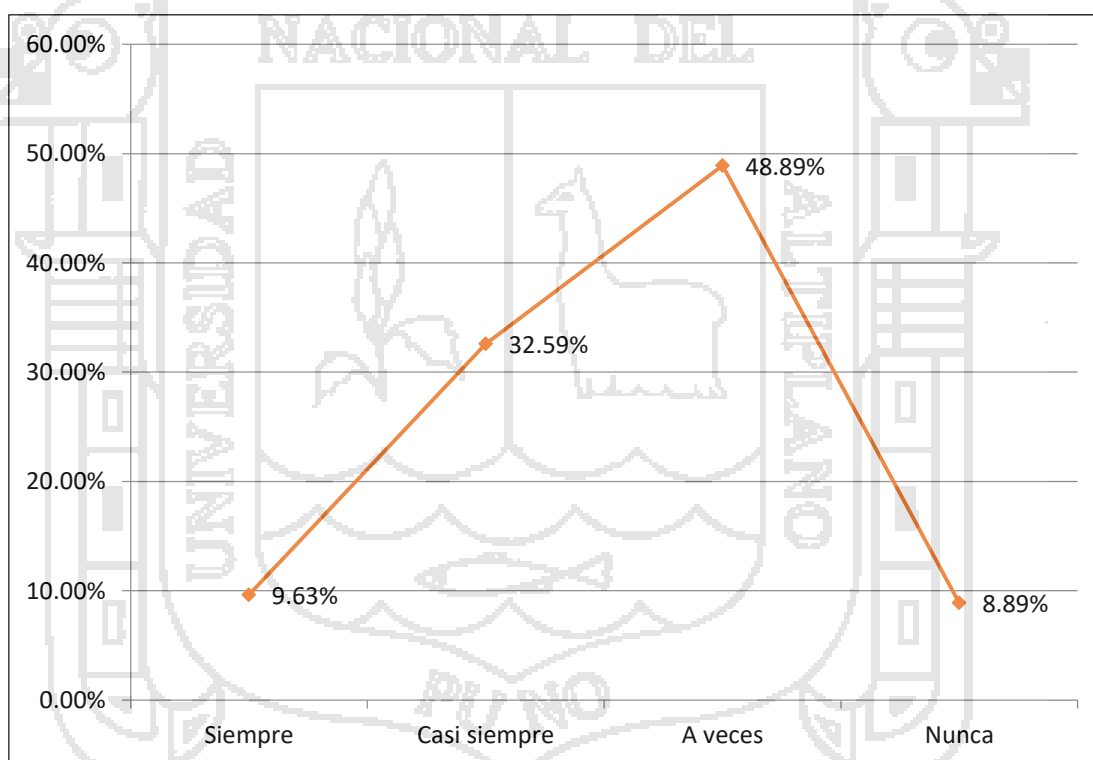 NACIONAL DEL
UNIVERSIDAD
ALTIPLANO
PUNO
60.00%
50.00%
40.00%
30.00%
20.00%
10.00%
0.00%
48.89%
32.59%
9.63%
8.89%
Siempre Casi siempre A veces Nunca